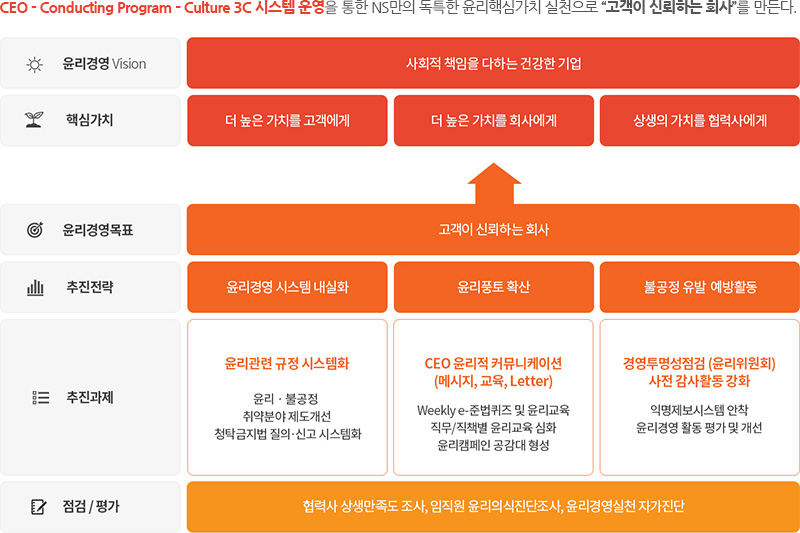 CEO - Conducting Program - Culture 3C 시스템 운영을 통한 NS만의 독특한 윤리핵심가치 실천으로 “고객이 신뢰하는 회사”를 만든다.
윤리경영 Vision
사회적 책임을 다하는 건강한 기업
핵심가치
더 높은 가치를 고객에게
더 높은 가치를 회사에게
상생의 가치를 협력사에게
윤리경영목표
고객이 신뢰하는 회사
추진전략
윤리경영 시스템 내실화
윤리풍토 확산
불공정 유발 예방활동
추진과제
윤리관련 규정 시스템화
윤리 · 불공정
취약분야 제도개선
청탁금지법 질의·신고 시스템화
CEO 윤리적 커뮤니케이션
(메시지, 교육, Letter)
Weekly e-준법퀴즈 및 윤리교육
직무/직책별 윤리교육 심화
윤리캠페인 공감대 형성
경영투명성점검 (윤리위원회)
사전 감사활동 강화
익명제보시스템 안착
윤리경영 활동 평가 및 개선
점검 / 평가
협력사 상생만족도 조사, 임직원 윤리의식진단조사, 윤리경영실천 자가진단